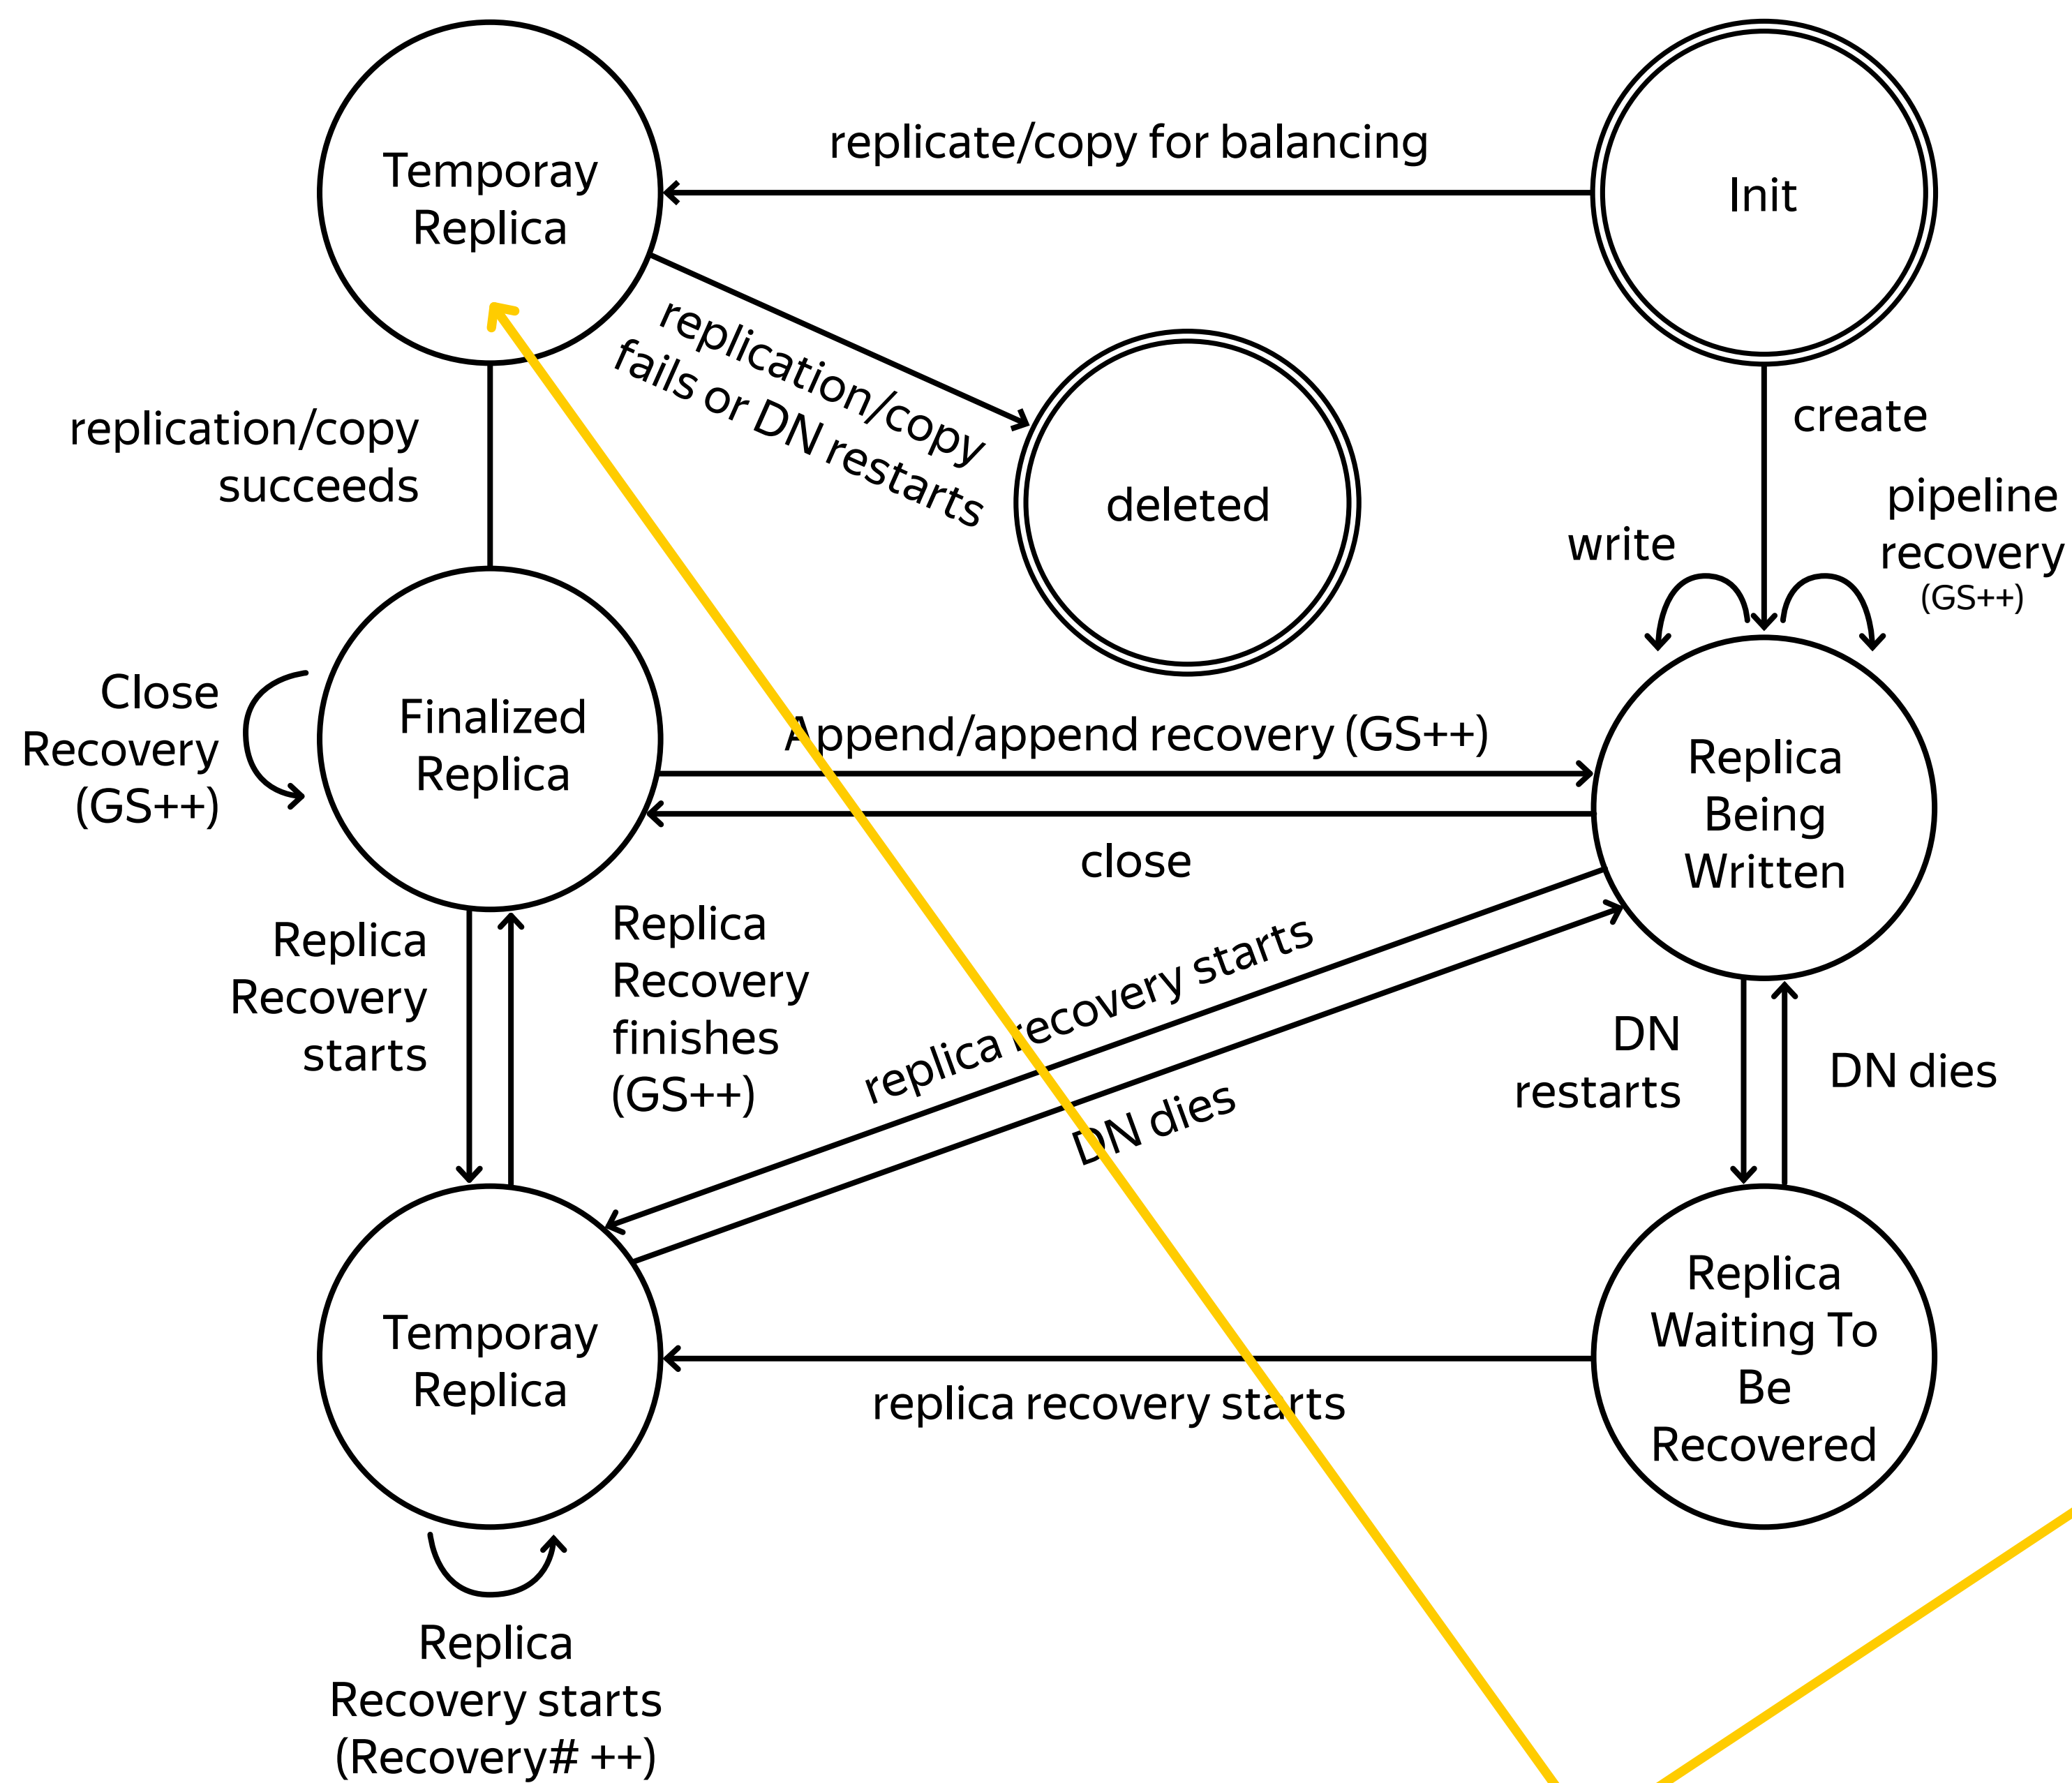 Temporay
Replica
replicate/copy for balancing
Init
replication/copy
fails or DN restarts
replication/copy
succeeds
deleted
create
write
pipeline
recovery
(GS++)
Close
Recovery
(GS++)
Finalized
Replica
Append/append recovery (GS++)
close
Replica
Being
Written
Replica
Recovery
starts
Replica
Recovery
finishes
(GS++)
replica recovery starts
DN dies
DN
restarts
DN dies
Temporay
Replica
replica recovery starts
Replica
Waiting To
Be
Recovered
Replica
Recovery starts
(Recovery# ++)